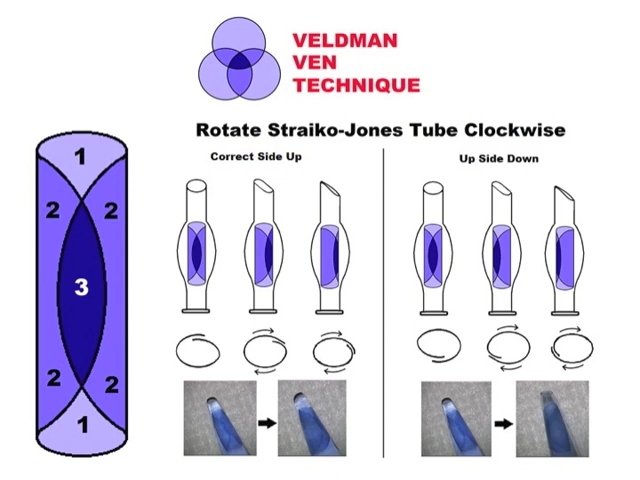 VELDMAN
VEN
TECHNIQUE
Rotate Straiko-Jones Tube Clockwise
Correct Side Up
Up Side Down
1
2 2
3
2 2
1